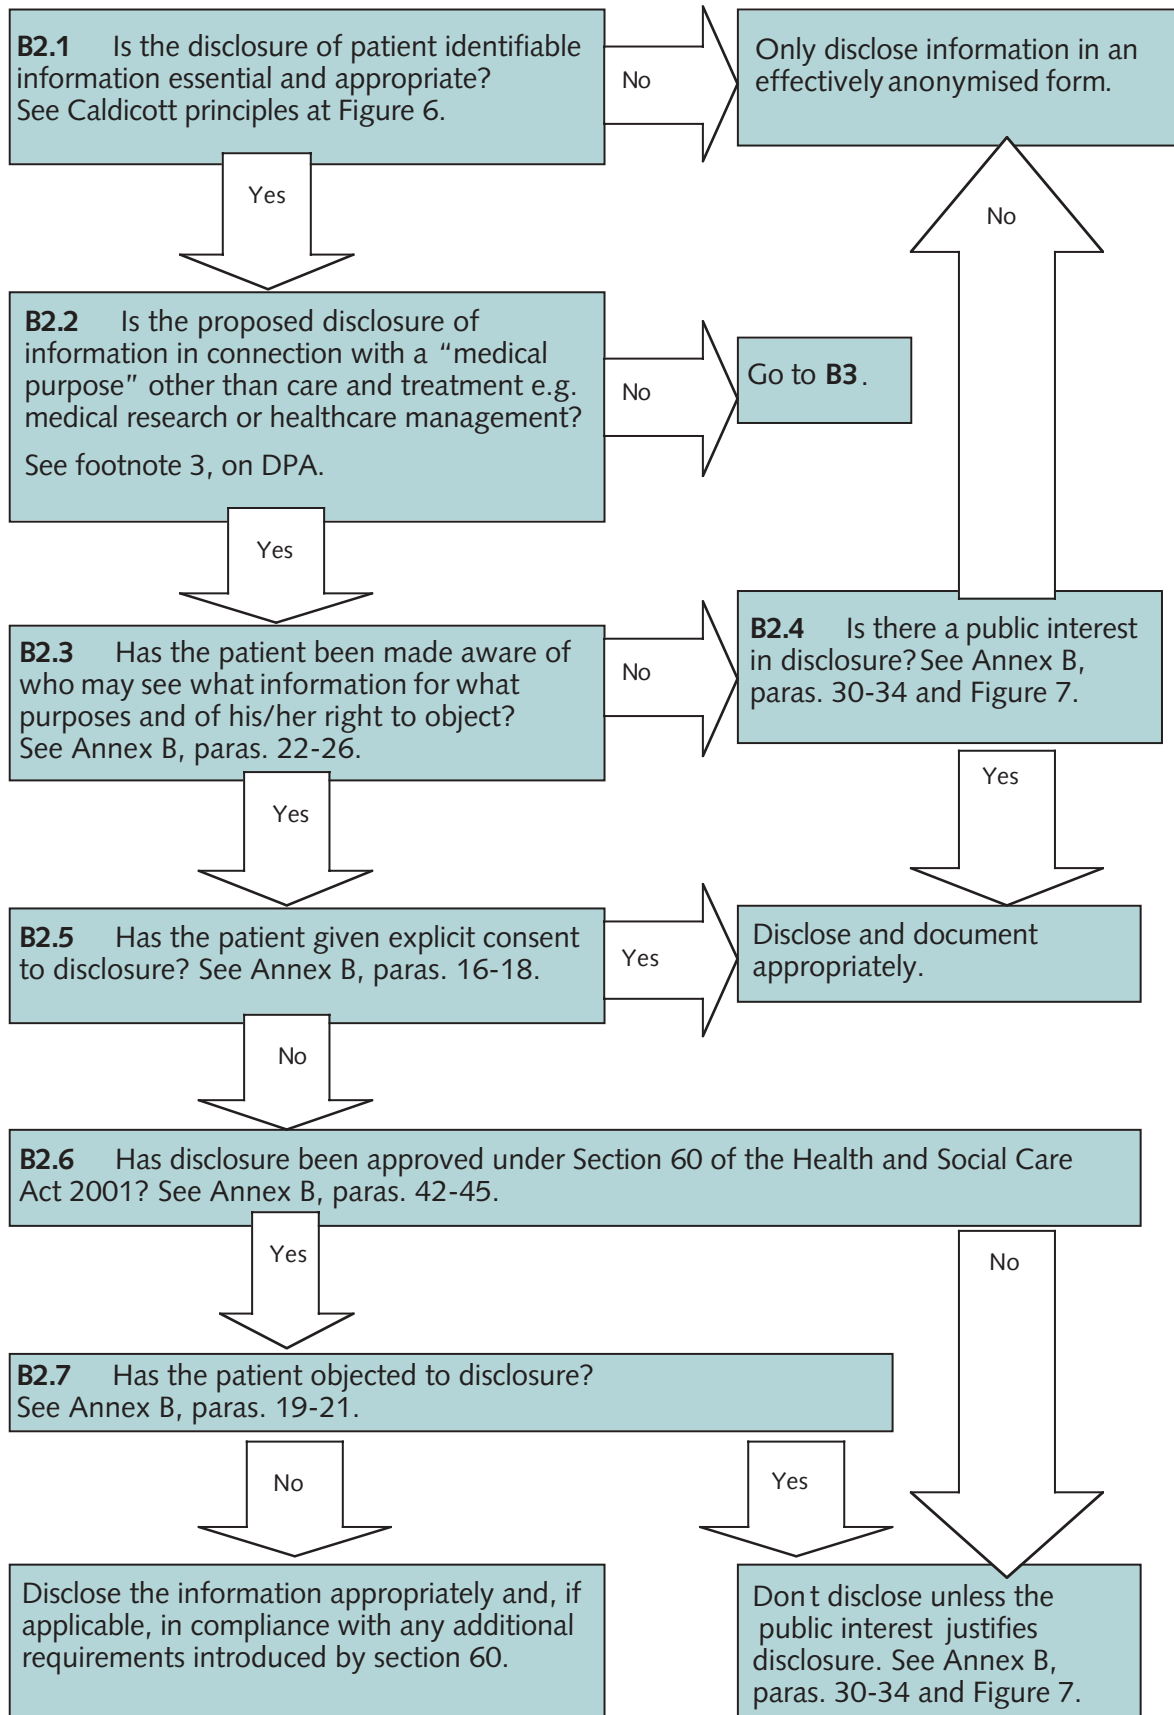 B2.1 Is the disclosure of patient identifiable
information essential and appropriate?
See Caldicott principles at Figure 6.
No
Only disclose information in an
effectively anonymised form.
Yes
No
B2.2 Is the proposed disclosure of
information in connection with a “medical
purpose” other than care and treatment e.g.
medical research or healthcare management?
See footnote 3, on DPA.
No
Go to B3.
Yes
B2.3 Has the patient been made aware of
who may see what information for what
purposes and of his/her right to object?
See Annex B, paras. 22-26.
No
B2.4 Is there a public interest
in disclosure? See Annex B,
paras. 30-34 and Figure 7.
Yes
Yes
B2.5 Has the patient given explicit consent
to disclosure? See Annex B, paras. 16-18.
Yes
Disclose and document
appropriately.
No
B2.6 Has disclosure been approved under Section 60 of the Health and Social Care
Act 2001? See Annex B, paras. 42-45.
Yes
No
B2.7 Has the patient objected to disclosure?
See Annex B, paras. 19-21.
No
Yes
Disclose the information appropriately and, if
applicable, in compliance with any additional
requirements introduced by section 60.
Don t disclose unless the
public interest justifies
disclosure. See Annex B,
paras. 30-34 and Figure 7.